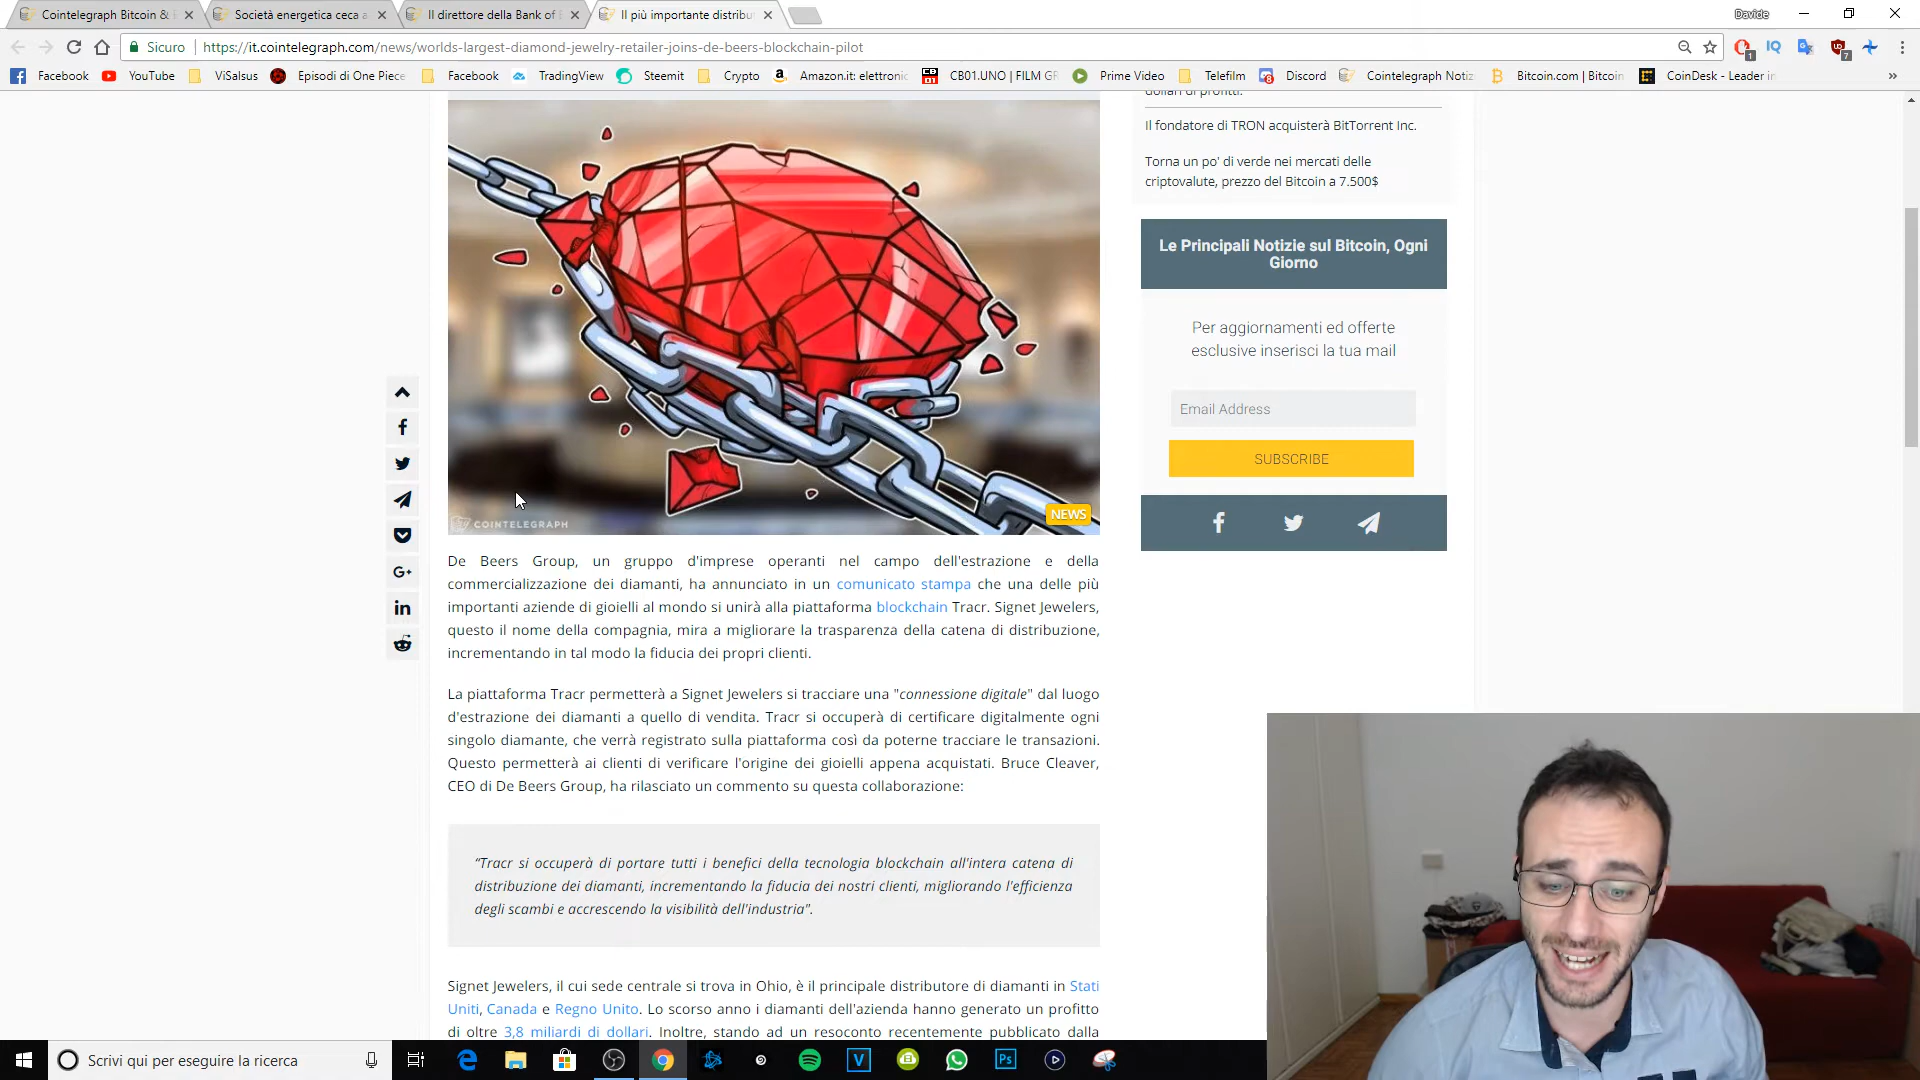 Cointelegraph Bitcoin &
Società energetica ceca a
Il direttore della Bank of
Il più importante distribu
Davide
Sicuro
https://it.cointelegraph.com/news/worlds-largest-diamond-jewelry-retailer-joins-de-beers-blockchain-pilot
Facebook YouTube ViSalsus Episodi di One Piece Facebook TradingView Steemit Crypto Amazon.it: elettronic CB01.UNO | FILM GR Prime Video Telefilm Discord Cointelegraph Notiz Bitcoin.com | Bitcoin CoinDesk - Leader in
dollari di profitti.
Il fondatore di TRON acquisterà BitTorrent Inc.
Torna un po' di verde nei mercati delle
criptovalute, prezzo del Bitcoin a 7.500$
Le Principali Notizie sul Bitcoin, Ogni
Giorno
Per aggiornamenti ed offerte
esclusive inserisci la tua mail
Email Address
SUBSCRIBE
COINTELEGRAPH
NEWS
De Beers Group, un gruppo d'imprese operanti nel campo dell'estrazione e della
commercializzazione dei diamanti, ha annunciato in un comunicato stampa che una delle più
importanti aziende di gioielli al mondo si unirà alla piattaforma blockchain Tracr. Signet Jewelers,
questo il nome della compagnia, mira a migliorare la trasparenza della catena di distribuzione,
incrementando in tal modo la fiducia dei propri clienti.
La piattaforma Tracr permetterà a Signet Jewelers si tracciare una "connessione digitale" dal luogo
d'estrazione dei diamanti a quello di vendita. Tracr si occuperà di certificare digitalmente ogni
singolo diamante, che verrà registrato sulla piattaforma così da poterne tracciare le transazioni.
Questo permetterà ai clienti di verificare l'origine dei gioielli appena acquistati. Bruce Cleaver,
CEO di De Beers Group, ha rilasciato un commento su questa collaborazione:
“Tracr si occuperà di portare tutti i benefici della tecnologia blockchain all'intera catena di
distribuzione dei diamanti, incrementando la fiducia dei nostri clienti, migliorando l'efficienza
degli scambi e accrescendo la visibilità dell'industria".
Signet Jewelers, il cui sede centrale si trova in Ohio, è il principale distributore di diamanti in Stati
Uniti, Canada e Regno Unito. Lo scorso anno i diamanti dell'azienda hanno generato un profitto
di oltre 3,8 miliardi di dollari. Inoltre, stando ad un resoconto recentemente pubblicato dalla
Scrivi qui per eseguire la ricerca